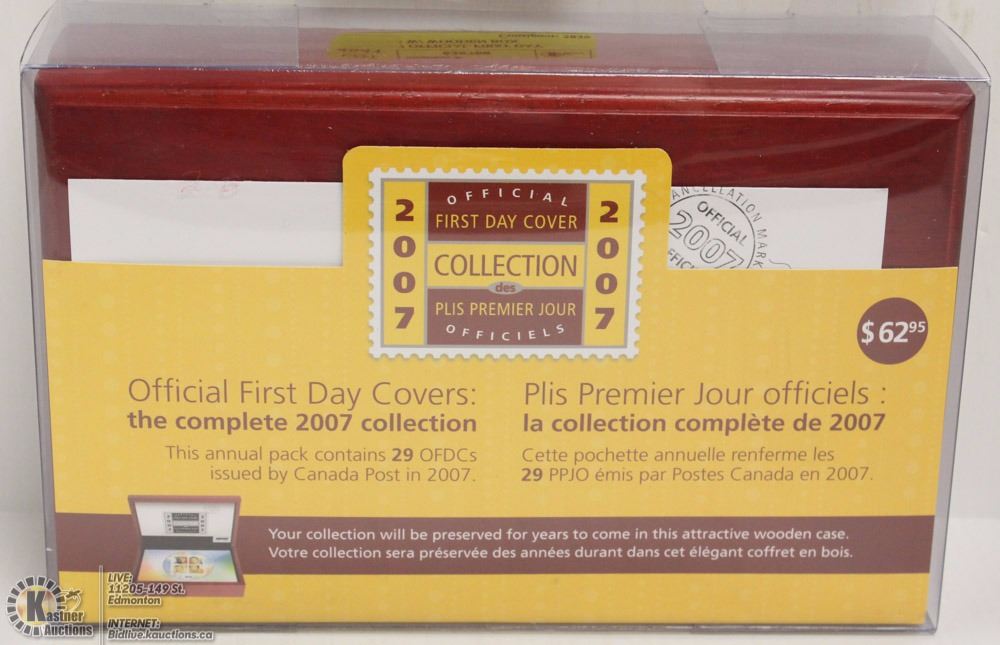 OFFICIAL
2007 FIRST DAY COVER 2007
COLLECTION
des
PLIS PREMIER JOUR
OFFICIELS
CANCELLATION MARK
OFFICIAL
2007
$62.95
Official First Day Covers:
the complete 2007 collection
This annual pack contains 29 OFDCs
issued by Canada Post in 2007.
Plis Premier Jour officiels :
la collection complète de 2007
Cette pochette annuelle renferme les
29 PPJO émis par Postes Canada en 2007.
Your collection will be preserved for years to come in this attractive wooden case.
Votre collection sera préservée des années durant dans cet élégant coffret en bois.
Kastner
Auctions
LIVE:
11205-149 St.
Edmonton
INTERNET:
Bidlive.kauctions.ca